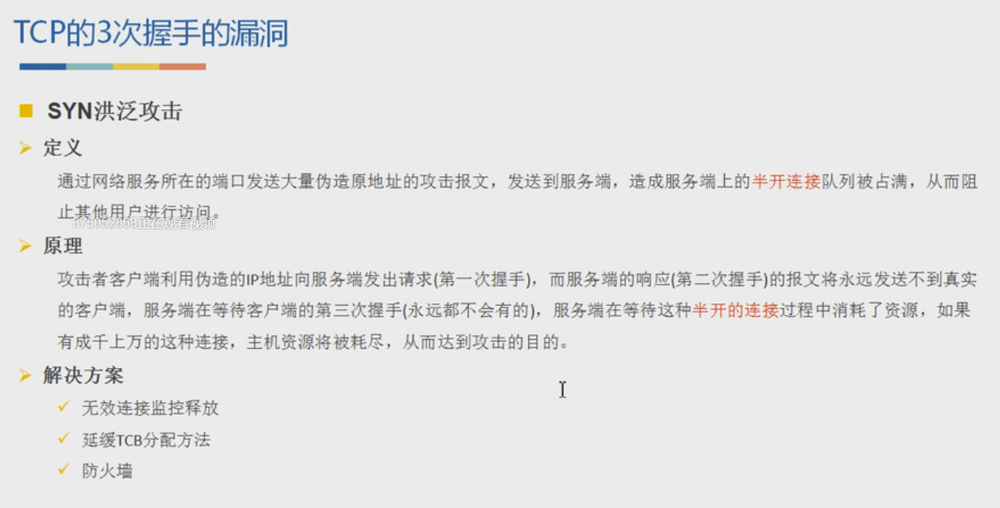 TCP的3次握手的漏洞
SYN洪泛攻击
定义
通过网络服务所在的端口发送大量伪造原地址的攻击报文，发送到服务端，造成服务端上的半开连接队列被占满，从而阻
止其他用户进行访问。
375052868正在观看视频
原理
攻击者客户端利用伪造的IP地址向服务端发出请求(第一次握手)，而服务端的响应(第二次握手)的报文将永远发送不到真实
的客户端，服务端在等待客户端的第三次握手(永远都不会有的)，服务端在等待这种半开的连接过程中消耗了资源，如果
有成千上万的这种连接，主机资源将被耗尽，从而达到攻击的目的。
解决方案
无效连接监控释放
延缓TCB分配方法
防火墙